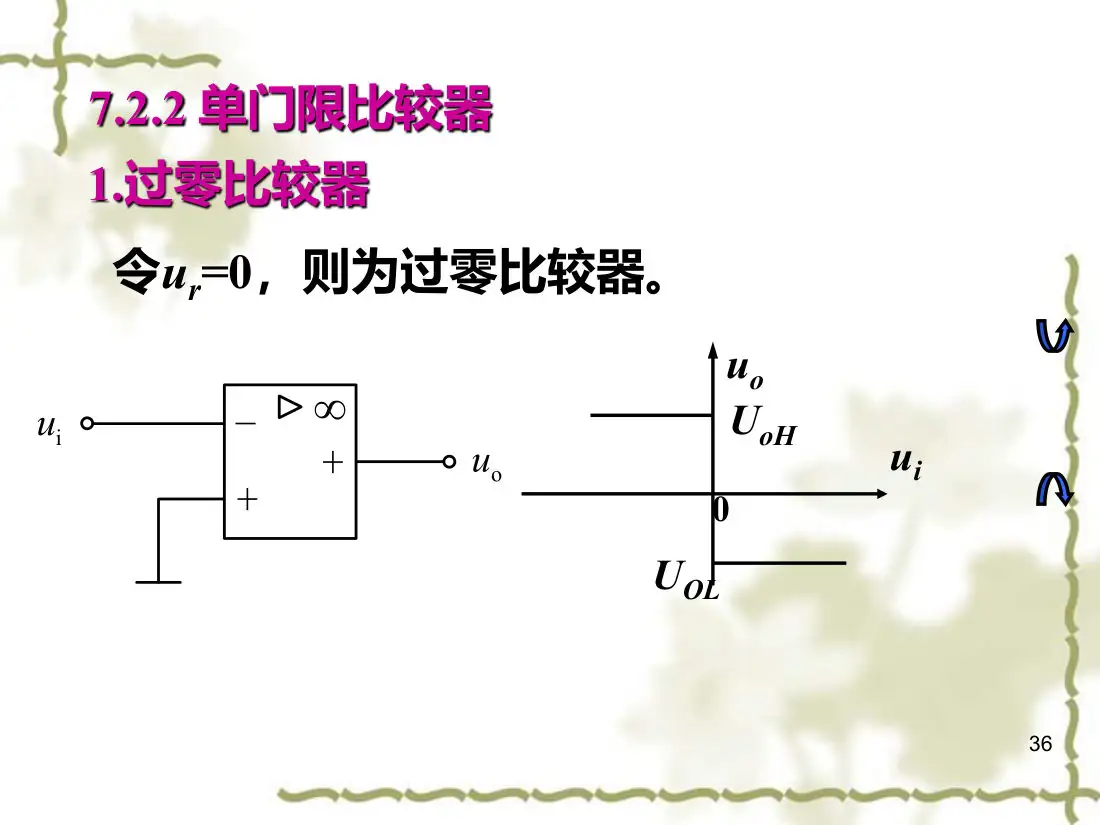 7.2.2 单门限比较器
1.过零比较器
令ur=0，则为过零比较器。
ui
− ▷ ∞
+
+
uo
uo
UoH
ui
0
UOL
36